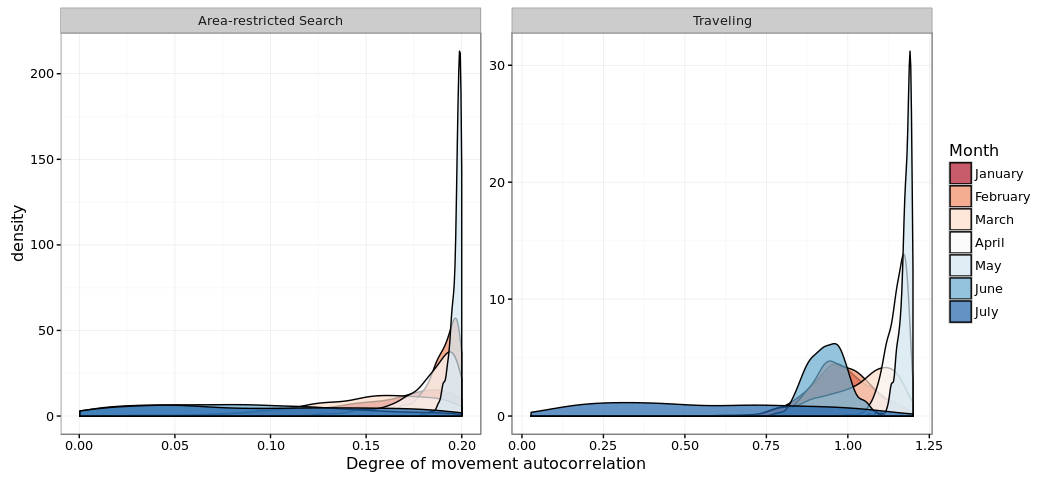 Area-restricted Search
Traveling
density
200
150
100
50
0
30
20
10
0
0.00
0.05
0.10
0.15
0.20
0.00
0.25
0.50
0.75
1.00
1.25
Degree of movement autocorrelation
Month
January
February
March
April
May
June
July